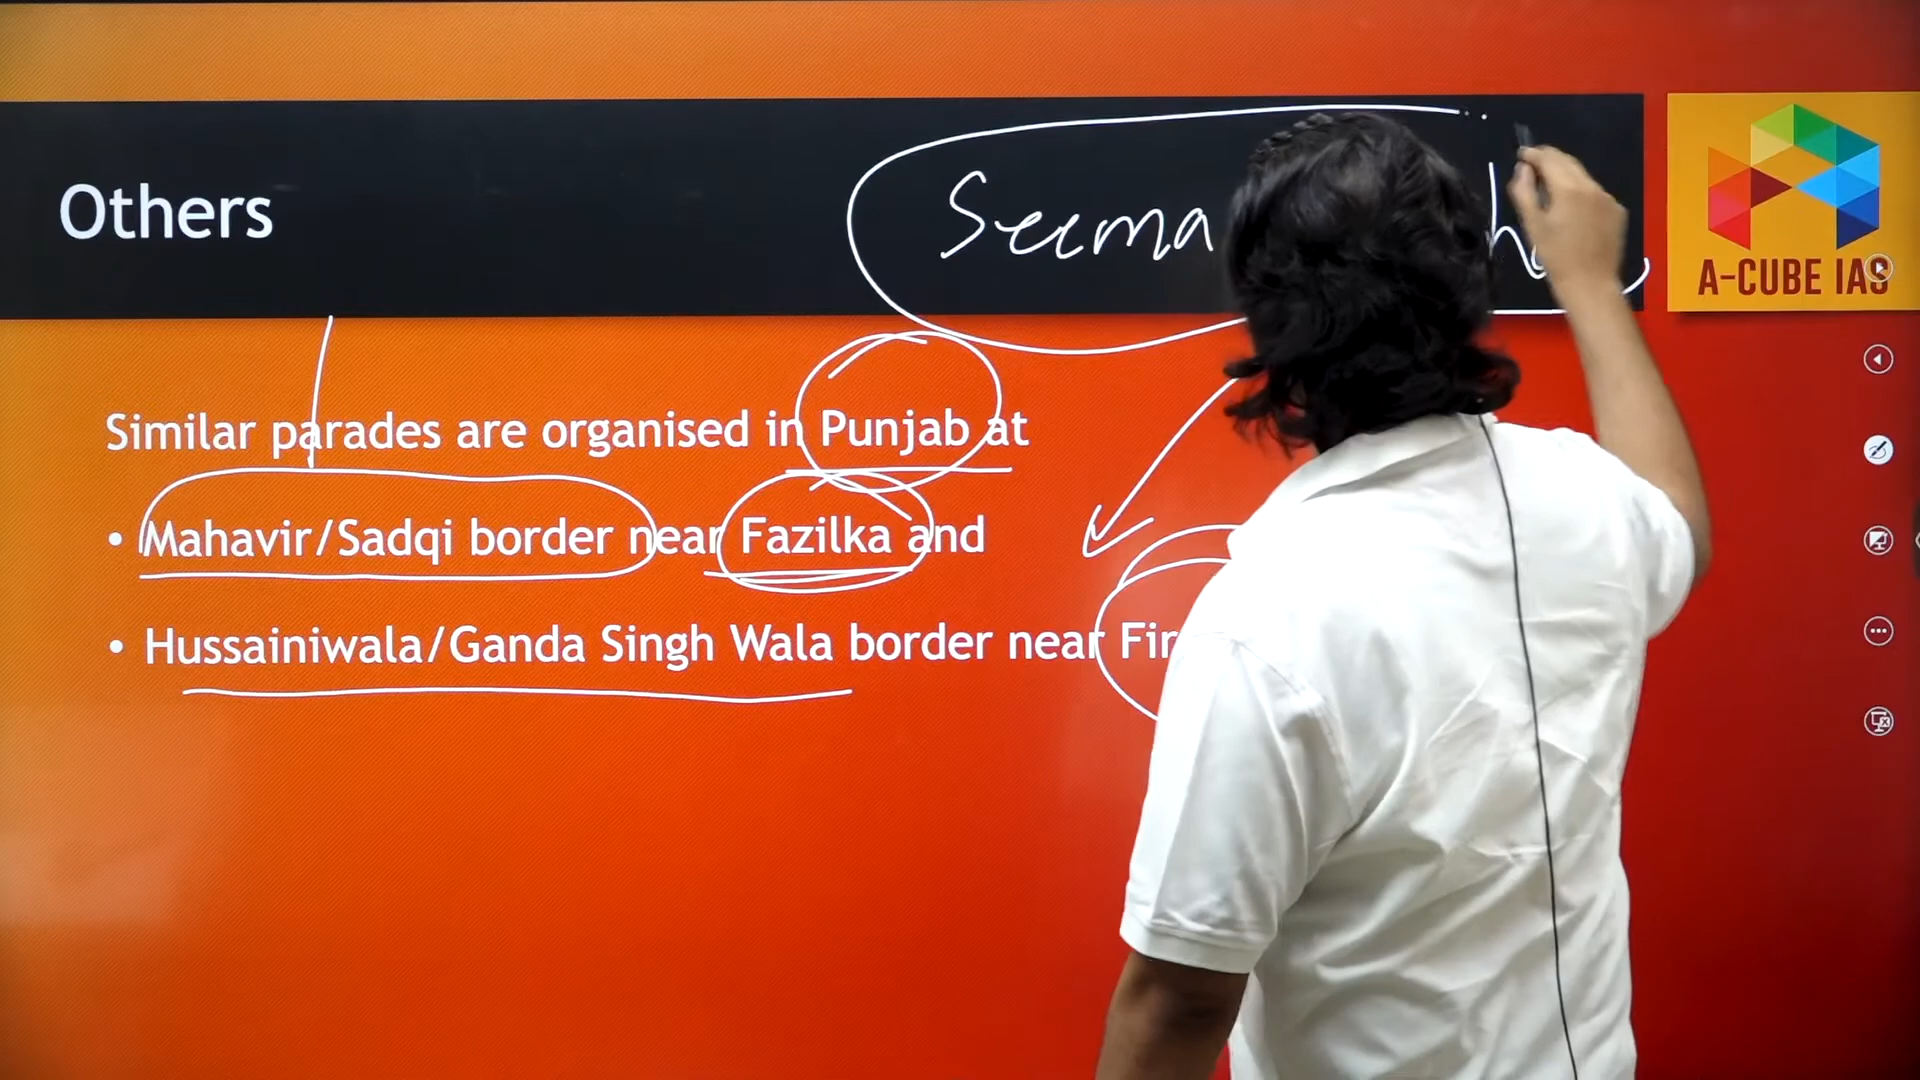 Others
Seema
A-CUBE IAS
Similar parades are organised in Punjab at
• Mahavir/Sadqi border near Fazilka and
• Hussainiwala/Ganda Singh Wala border near